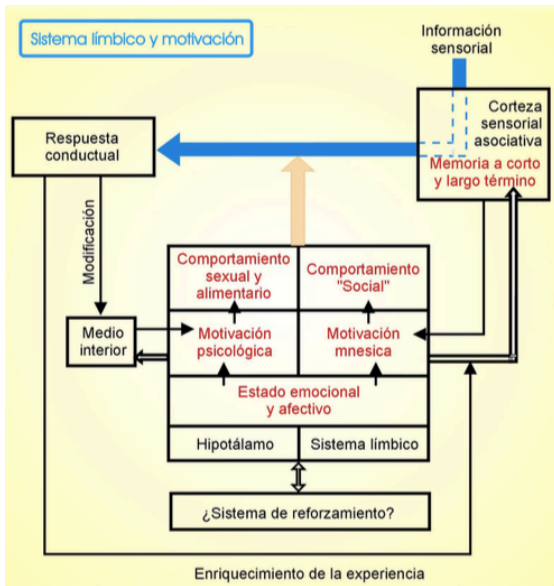 Sistema límbico y motivación
Información
sensorial
Corteza
sensorial
asociativa
Memoria a corto
y largo término
Respuesta
conductual
Modificación
Comportamiento
sexual y
alimentario
Comportamiento
"Social"
Medio
interior
Motivación
psicológica
Motivación
mnesica
Estado emocional
y afectivo
Hipotálamo
Sistema límbico
¿Sistema de reforzamiento?
Enriquecimiento de la experiencia